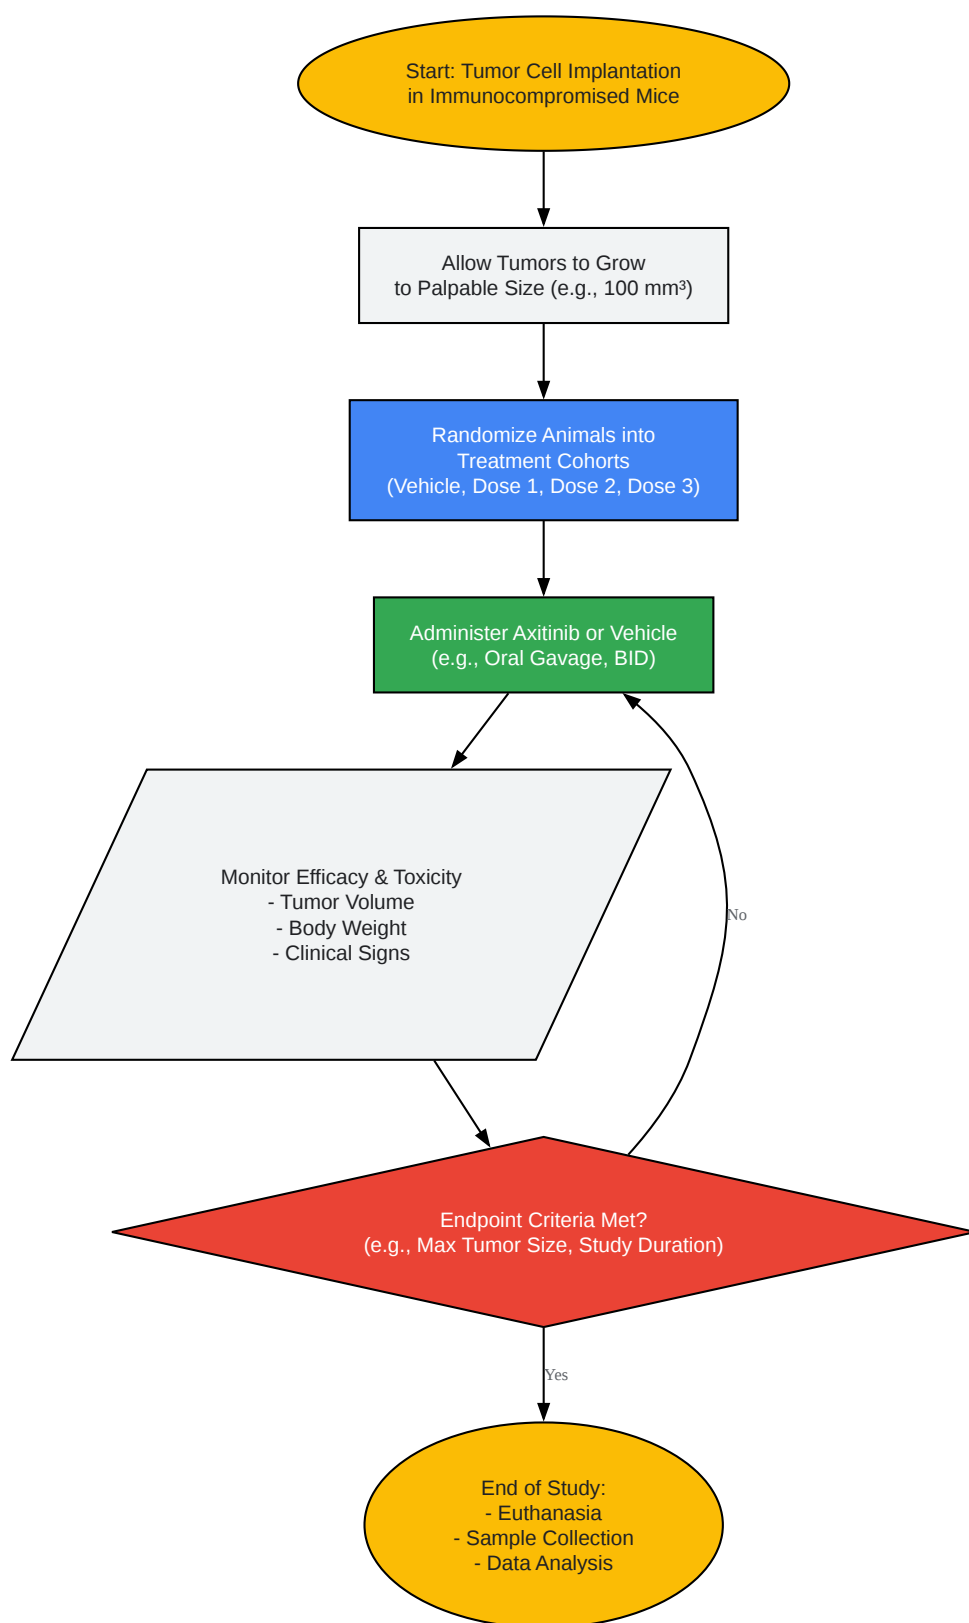 Start: Tumor Cell Implantation
in Immunocompromised Mice
Allow Tumors to Grow
to Palpable Size (e.g., 100 mm³)
Randomize Animals into
Treatment Cohorts
(Vehicle, Dose 1, Dose 2, Dose 3)
Administer Axitinib or Vehicle
(e.g., Oral Gavage, BID)
Monitor Efficacy & Toxicity
- Tumor Volume
- Body Weight
- Clinical Signs
No
Endpoint Criteria Met?
(e.g., Max Tumor Size, Study Duration)
Yes
End of Study:
- Euthanasia
- Sample Collection
- Data Analysis